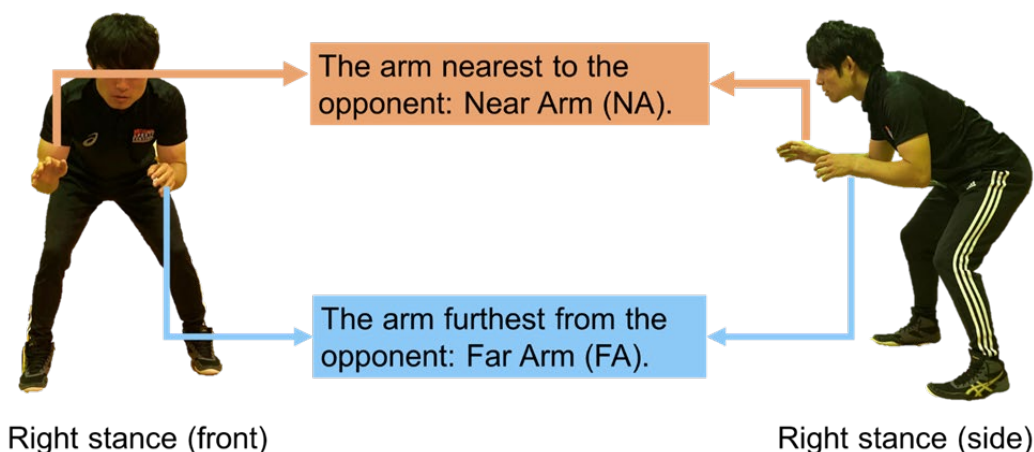 The arm nearest to the
opponent: Near Arm (NA).
The arm furthest from the
opponent: Far Arm (FA).
Right stance (front)
Right stance (side)